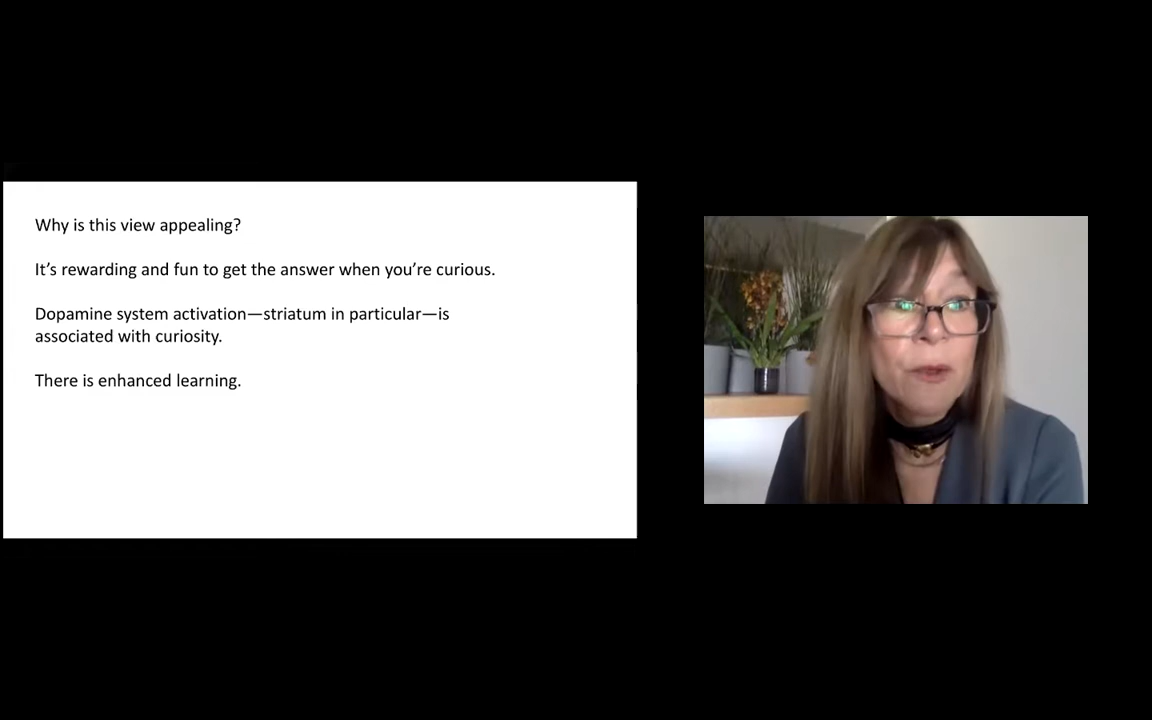 Why is this view appealing?
It’s rewarding and fun to get the answer when you’re curious.
Dopamine system activation—striatum in particular—is
associated with curiosity.
There is enhanced learning.